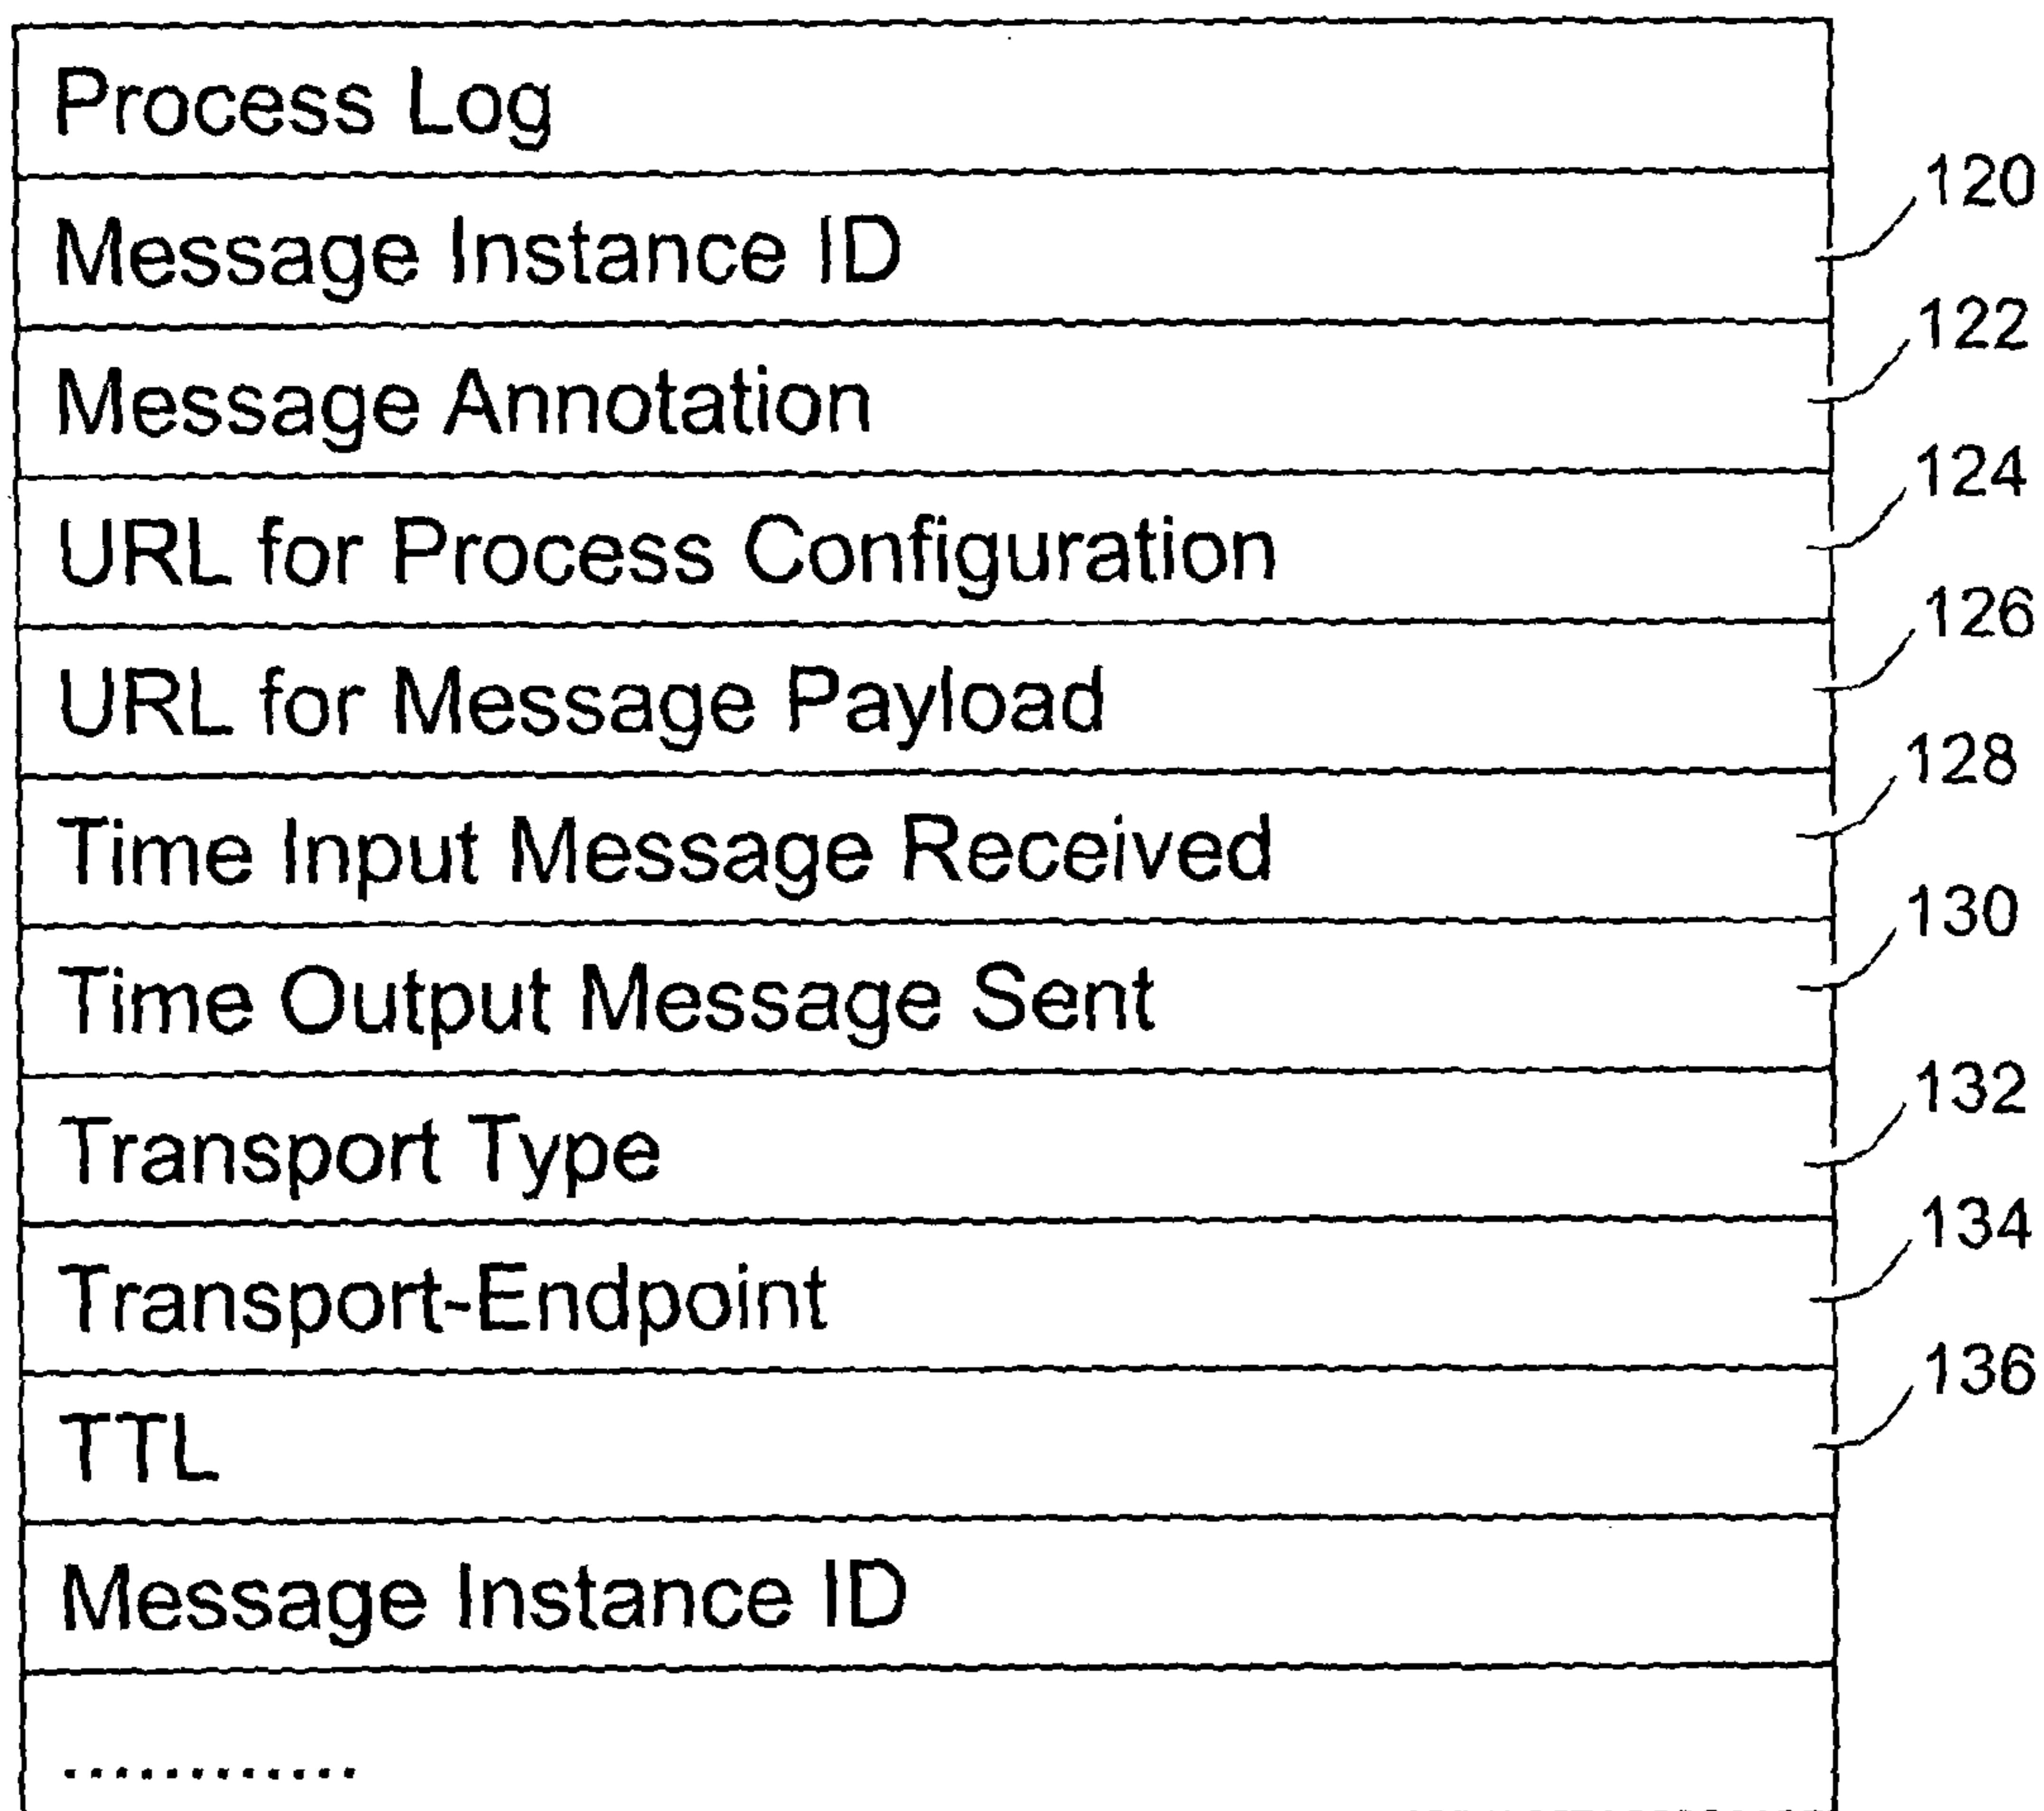 Process Log
120
Message Instance ID
122
Message Annotation
124
URL for Process Configuration
126
URL for Message Payload
128
Time Input Message Received
130
Time Output Message Sent
132
Transport Type
134
Transport-Endpoint
136
TTL
Message Instance ID
............